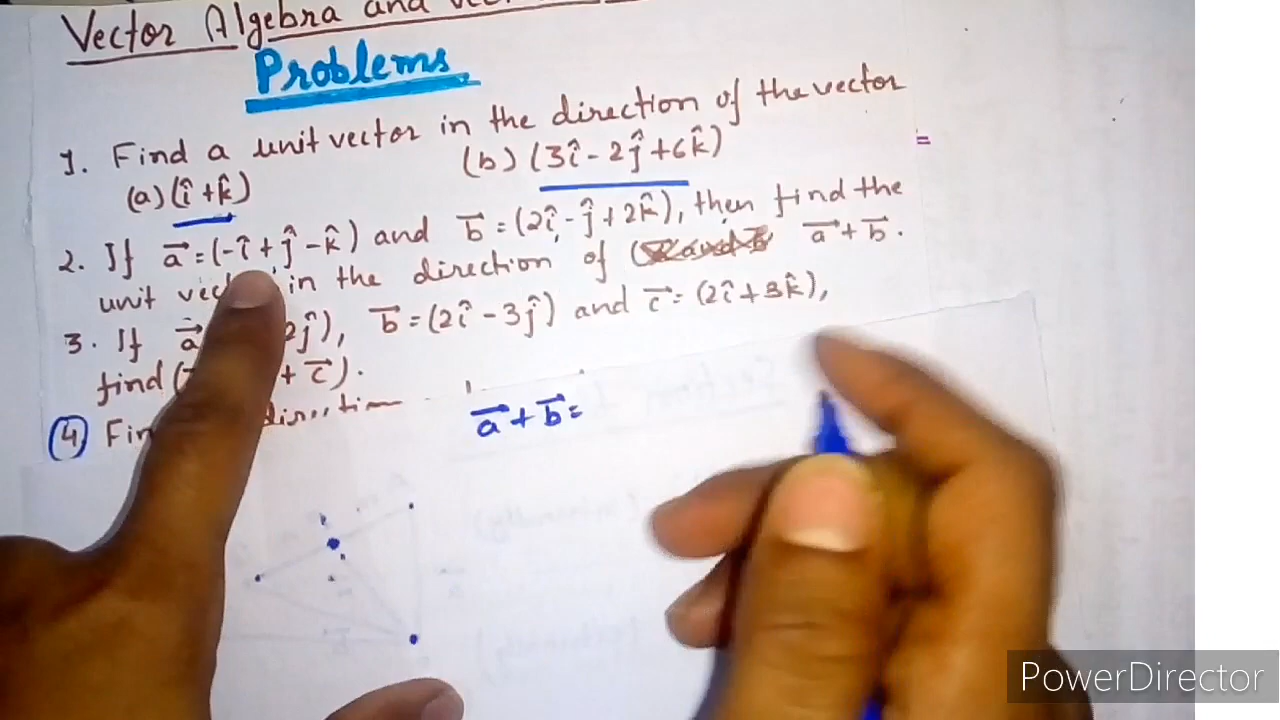 Vector Algebra and
Problems
1. Find a unit vector in the direction of the vector
(a) (î + k̂) (b) (3î - 2ĵ + 6k̂)
2. If a⃗ = (-î + ĵ - k̂) and b⃗ = (2î - ĵ + 2k̂), then find the
unit in the direction of a⃗ + b⃗.
3. If a⃗ 2ĵ), b⃗ = (2î - 3ĵ) and c⃗ = (2î + 3k̂),
find ( + c⃗).
4 direction
a⃗ + b⃗ =
=
PowerDirector